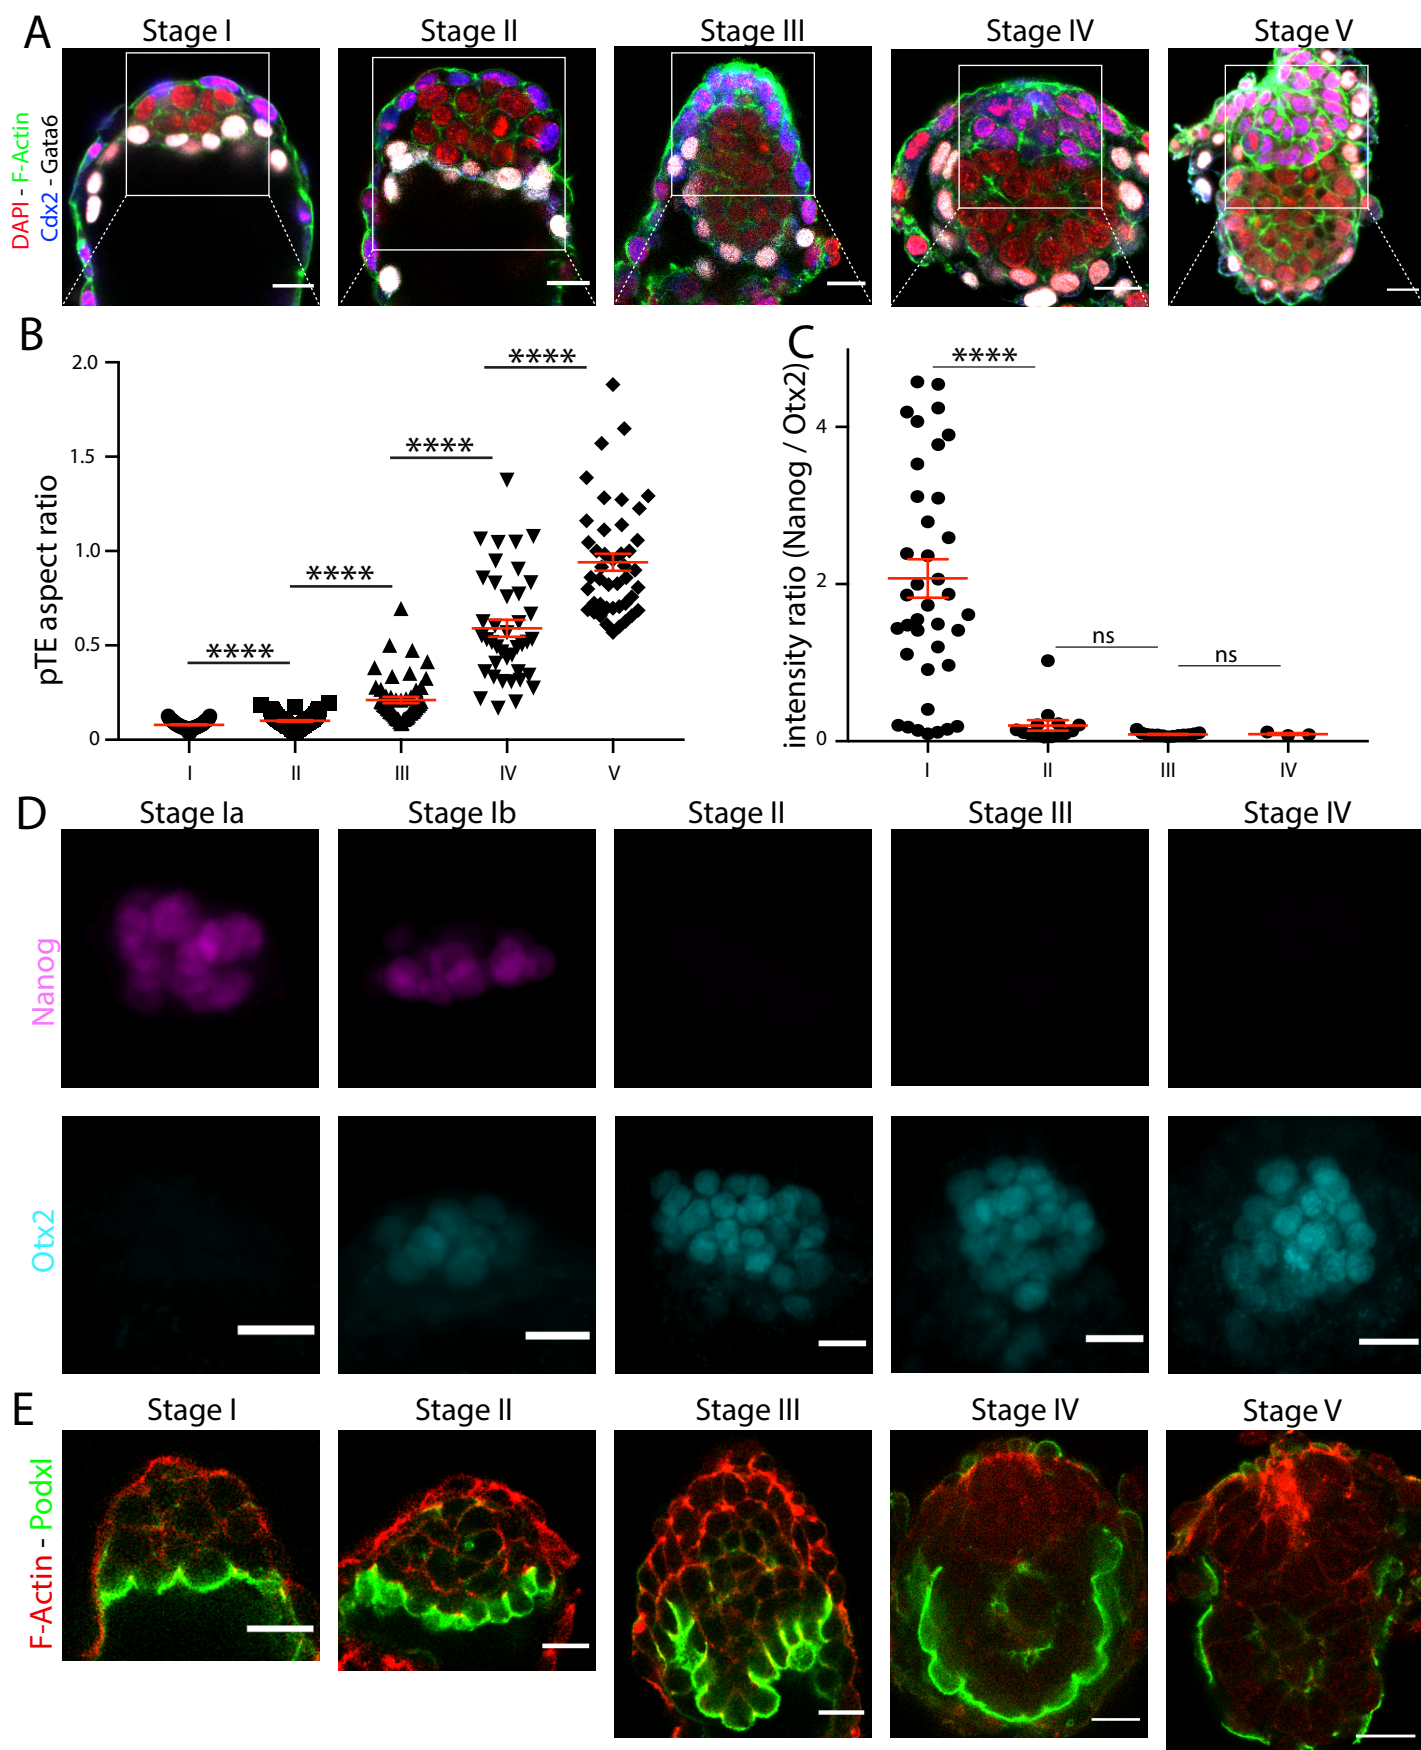 A
Stage I Stage II Stage III Stage IV Stage V
DAPI - F-Actin
Cdx2 - Gata6
B
pTE aspect ratio
2.0
1.5
1.0
0.5
0
****
****
****
****
I II III IV V
C
intensity ratio (Nanog / Otx2)
4
2
0
****
ns
ns
I II III IV
D
Stage Ia Stage Ib Stage II Stage III Stage IV
Nanog
Otx2
E
Stage I Stage II Stage III Stage IV Stage V
F-Actin - Podxl